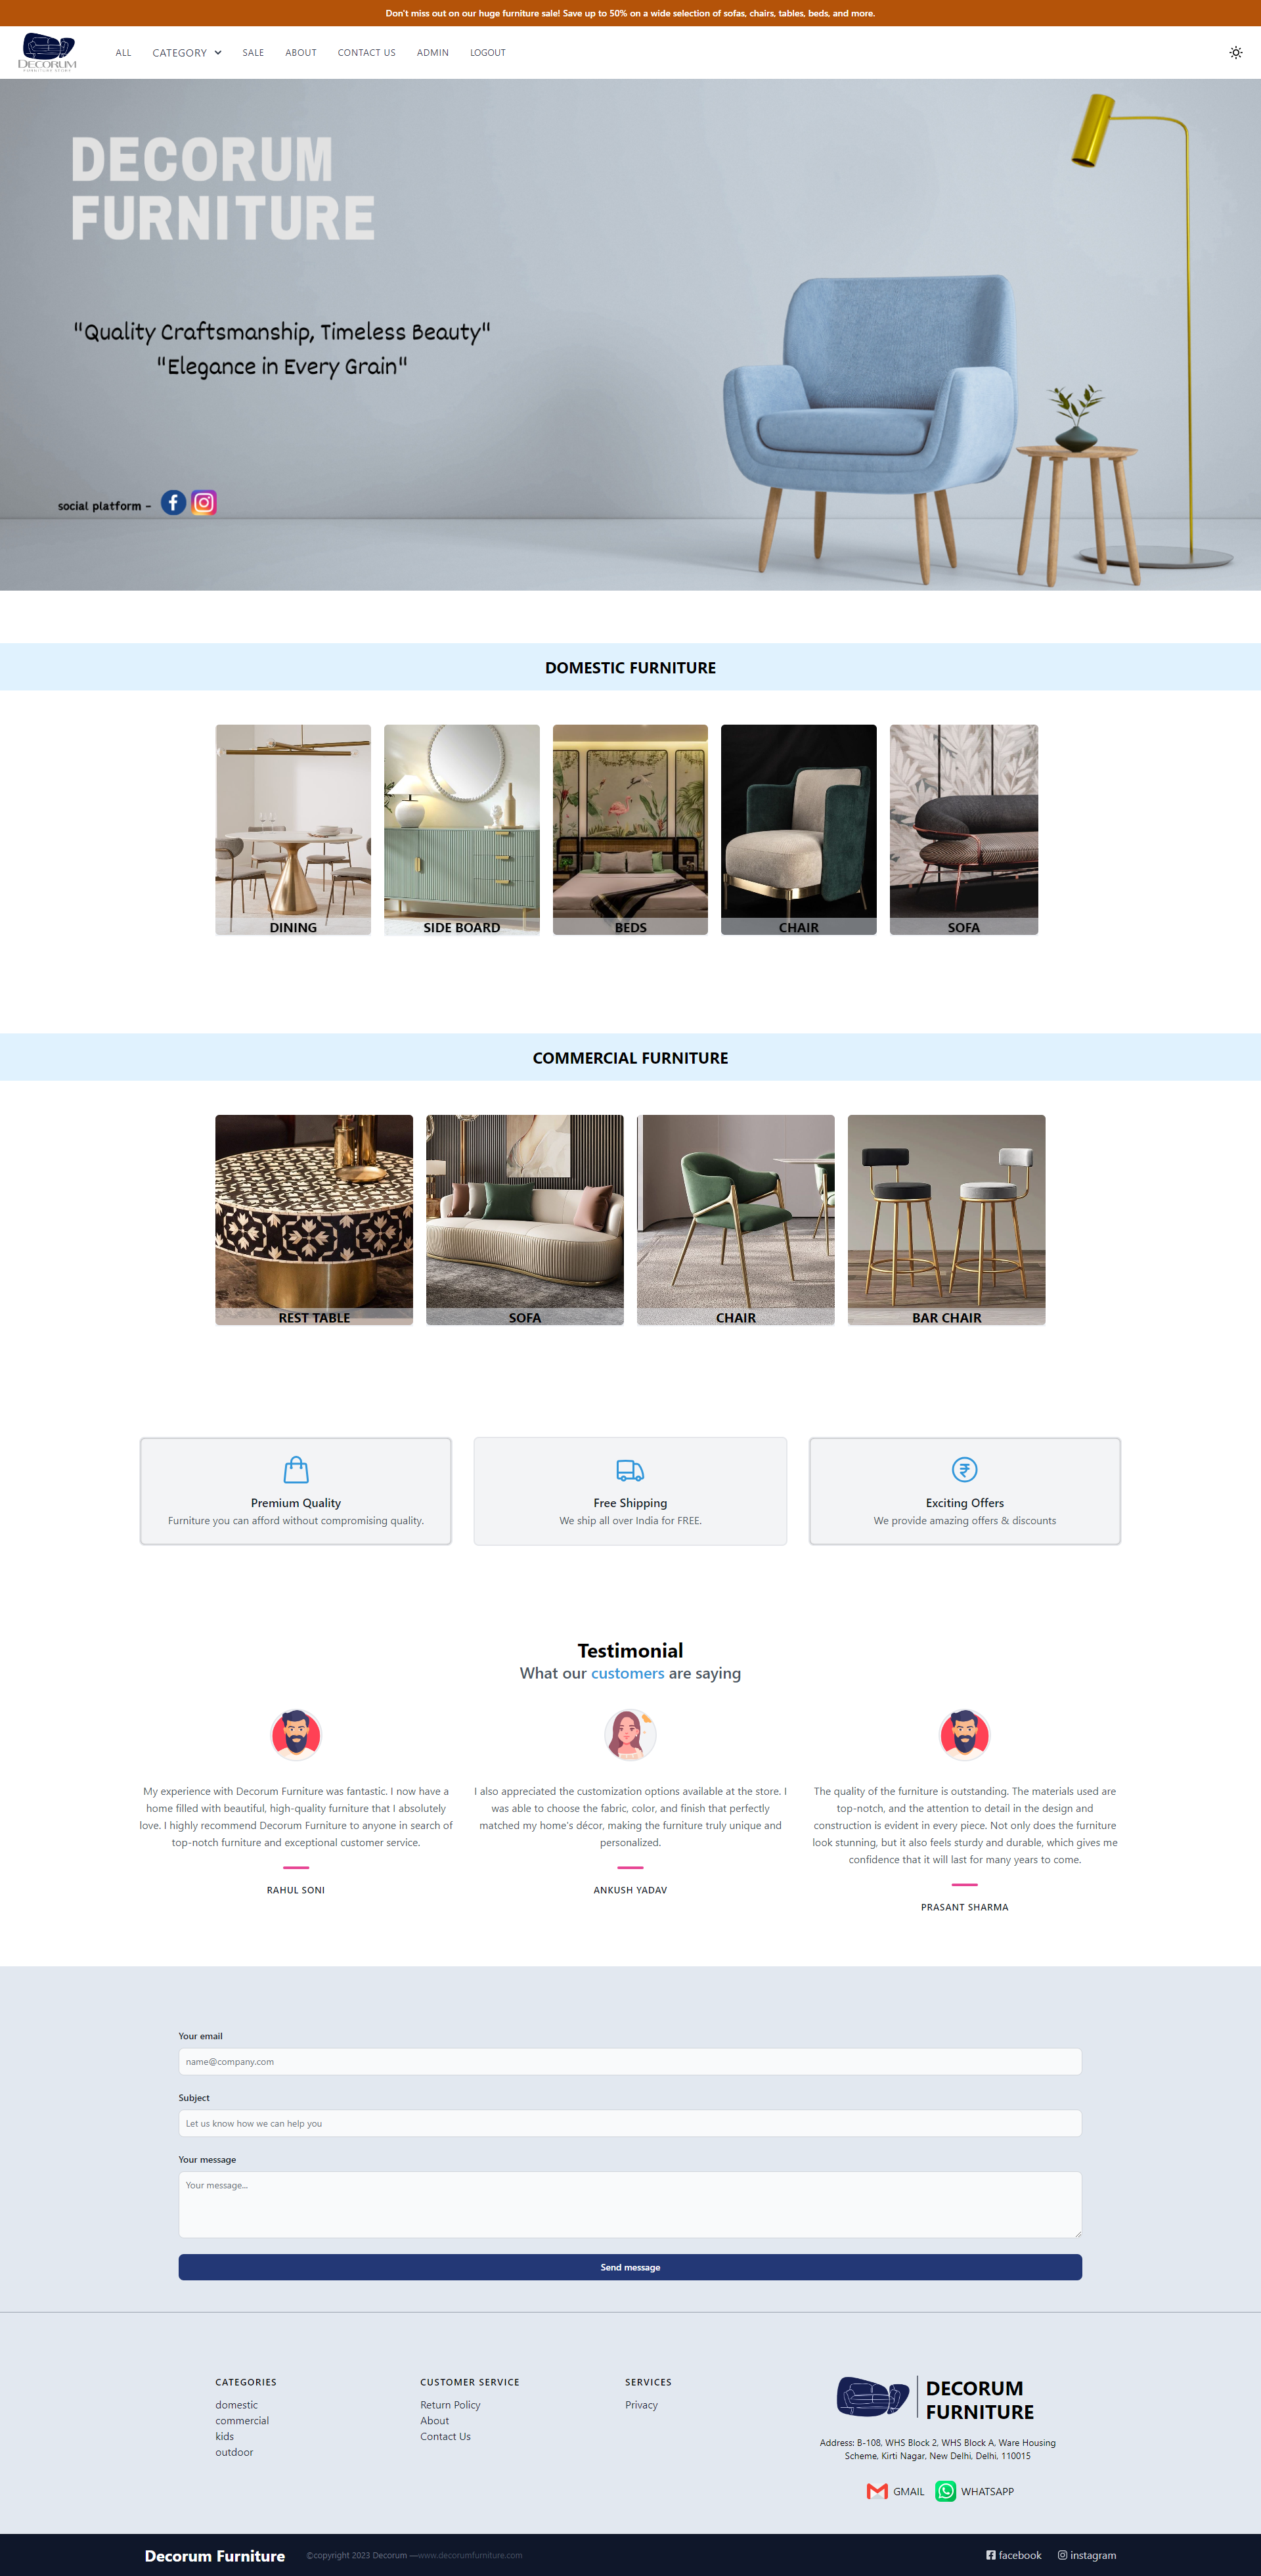 Don't miss out on our huge furniture sale! Save up to 50% on a wide selection of sofas, chairs, tables, beds, and more.
DECORUM
FURNITURE STORE
ALL
CATEGORY
SALE
ABOUT
CONTACT US
ADMIN
LOGOUT
DECORUM
FURNITURE
"Quality Craftsmanship, Timeless Beauty"
"Elegance in Every Grain"
social platform -
DOMESTIC FURNITURE
DINING
SIDE BOARD
BEDS
CHAIR
SOFA
COMMERCIAL FURNITURE
REST TABLE
SOFA
CHAIR
BAR CHAIR
Premium Quality
Furniture you can afford without compromising quality.
Free Shipping
We ship all over India for FREE.
Exciting Offers
We provide amazing offers & discounts
Testimonial
What our customers are saying
My experience with Decorum Furniture was fantastic. I now have a
home filled with beautiful, high-quality furniture that I absolutely
love. I highly recommend Decorum Furniture to anyone in search of
top-notch furniture and exceptional customer service.
RAHUL SONI
I also appreciated the customization options available at the store. I
was able to choose the fabric, color, and finish that perfectly
matched my home's décor, making the furniture truly unique and
personalized.
ANKUSH YADAV
The quality of the furniture is outstanding. The materials used are
top-notch, and the attention to detail in the design and
construction is evident in every piece. Not only does the furniture
look stunning, but it also feels sturdy and durable, which gives me
confidence that it will last for many years to come.
PRASANT SHARMA
Your email
name@company.com
Subject
Let us know how we can help you
Your message
Your message...
Send message
CATEGORIES
domestic
commercial
kids
outdoor
CUSTOMER SERVICE
Return Policy
About
Contact Us
SERVICES
Privacy
DECORUM
FURNITURE
Address: B-108, WHS Block 2, WHS Block A, Ware Housing
Scheme, Kirti Nagar, New Delhi, Delhi, 110015
GMAIL
WHATSAPP
Decorum Furniture
©copyright 2023 Decorum —www.decorumfurniture.com
facebook
instagram